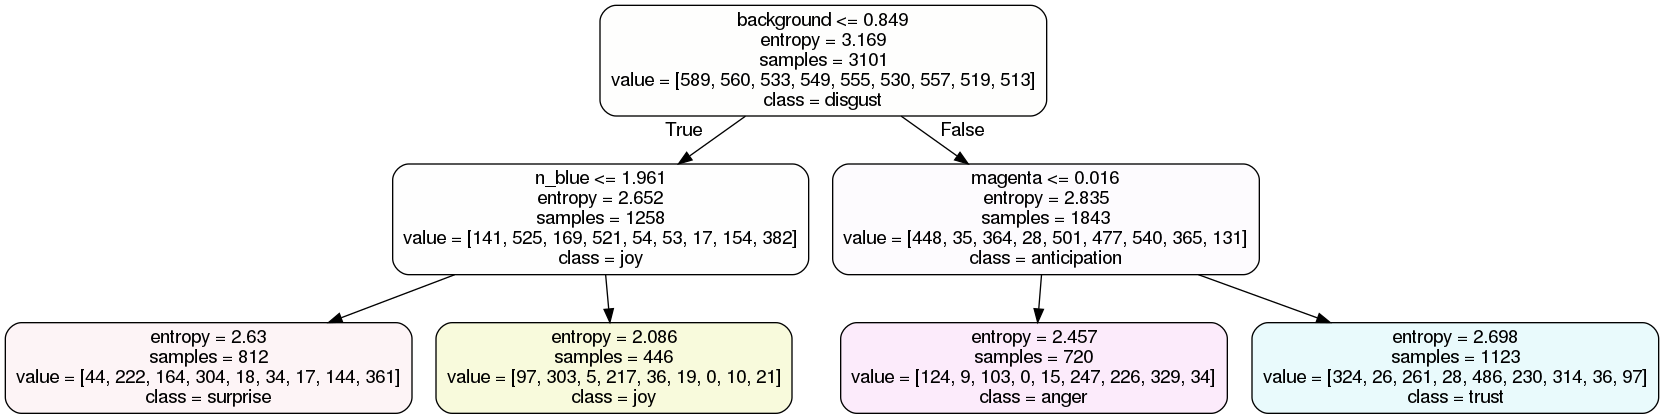 background <= 0.849
entropy = 3.169
samples = 3101
value = [589, 560, 533, 549, 555, 530, 557, 519, 513]
class = disgust
True
False
n_blue <= 1.961
entropy = 2.652
samples = 1258
value = [141, 525, 169, 521, 54, 53, 17, 154, 382]
class = joy
magenta <= 0.016
entropy = 2.835
samples = 1843
value = [448, 35, 364, 28, 501, 477, 540, 365, 131]
class = anticipation
entropy = 2.63
samples = 812
value = [44, 222, 164, 304, 18, 34, 17, 144, 361]
class = surprise
entropy = 2.086
samples = 446
value = [97, 303, 5, 217, 36, 19, 0, 10, 21]
class = joy
entropy = 2.457
samples = 720
value = [124, 9, 103, 0, 15, 247, 226, 329, 34]
class = anger
entropy = 2.698
samples = 1123
value = [324, 26, 261, 28, 486, 230, 314, 36, 97]
class = trust